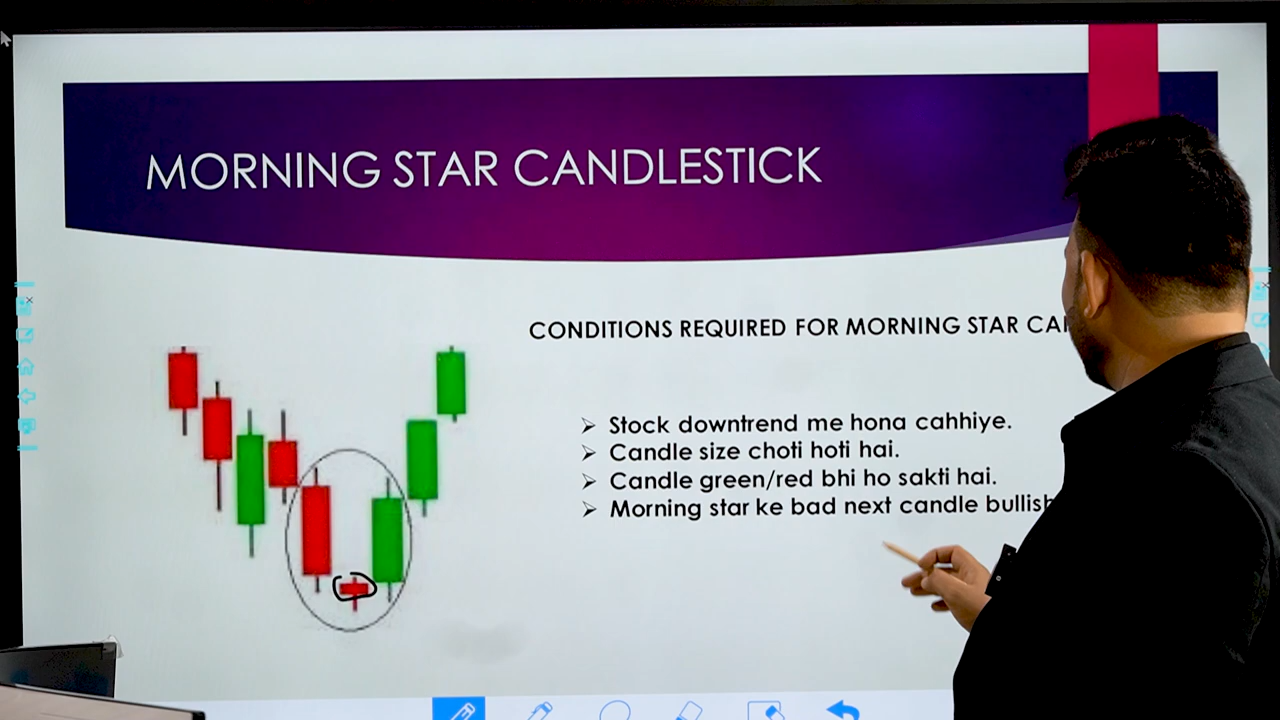 MORNING STAR CANDLESTICK
CONDITIONS REQUIRED FOR MORNING STAR
Stock downtrend me hona cahhiye.
Candle size choti hoti hai.
Candle green/red bhi ho sakti hai.
Morning star ke bad next candle bullish